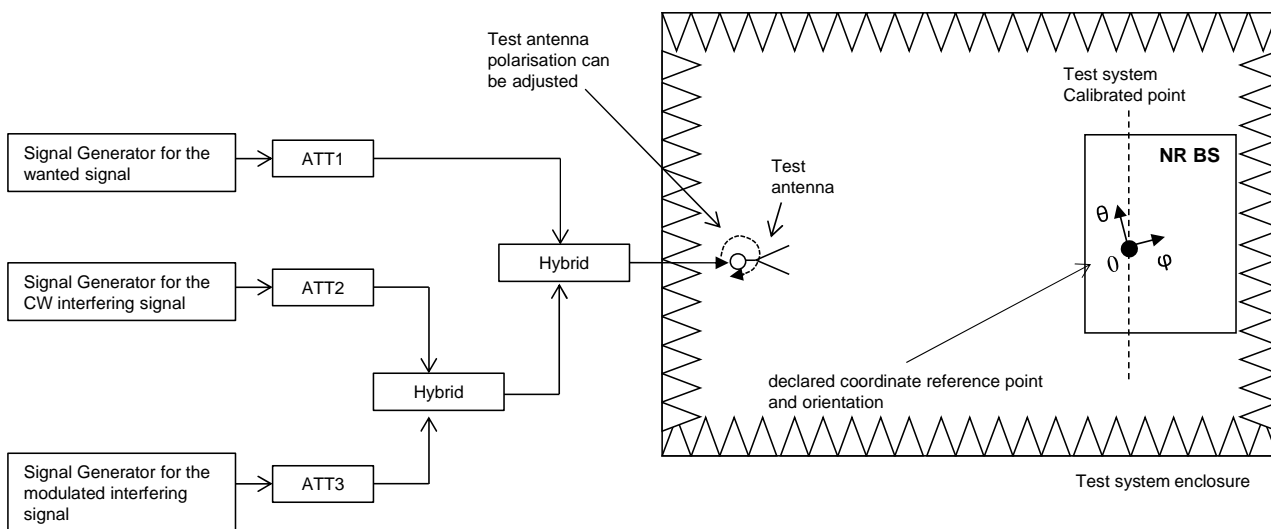 Test antenna
polarisation can
be adjusted
Test system
Calibrated point
Signal Generator for the
wanted signal
ATT1
NR BS
Test
antenna
θ
Hybrid
0
φ
Signal Generator for the
CW interfering signal
ATT2
Hybrid
declared coordinate reference point
and orientation
Signal Generator for the
modulated interfering
signal
ATT3
Test system enclosure